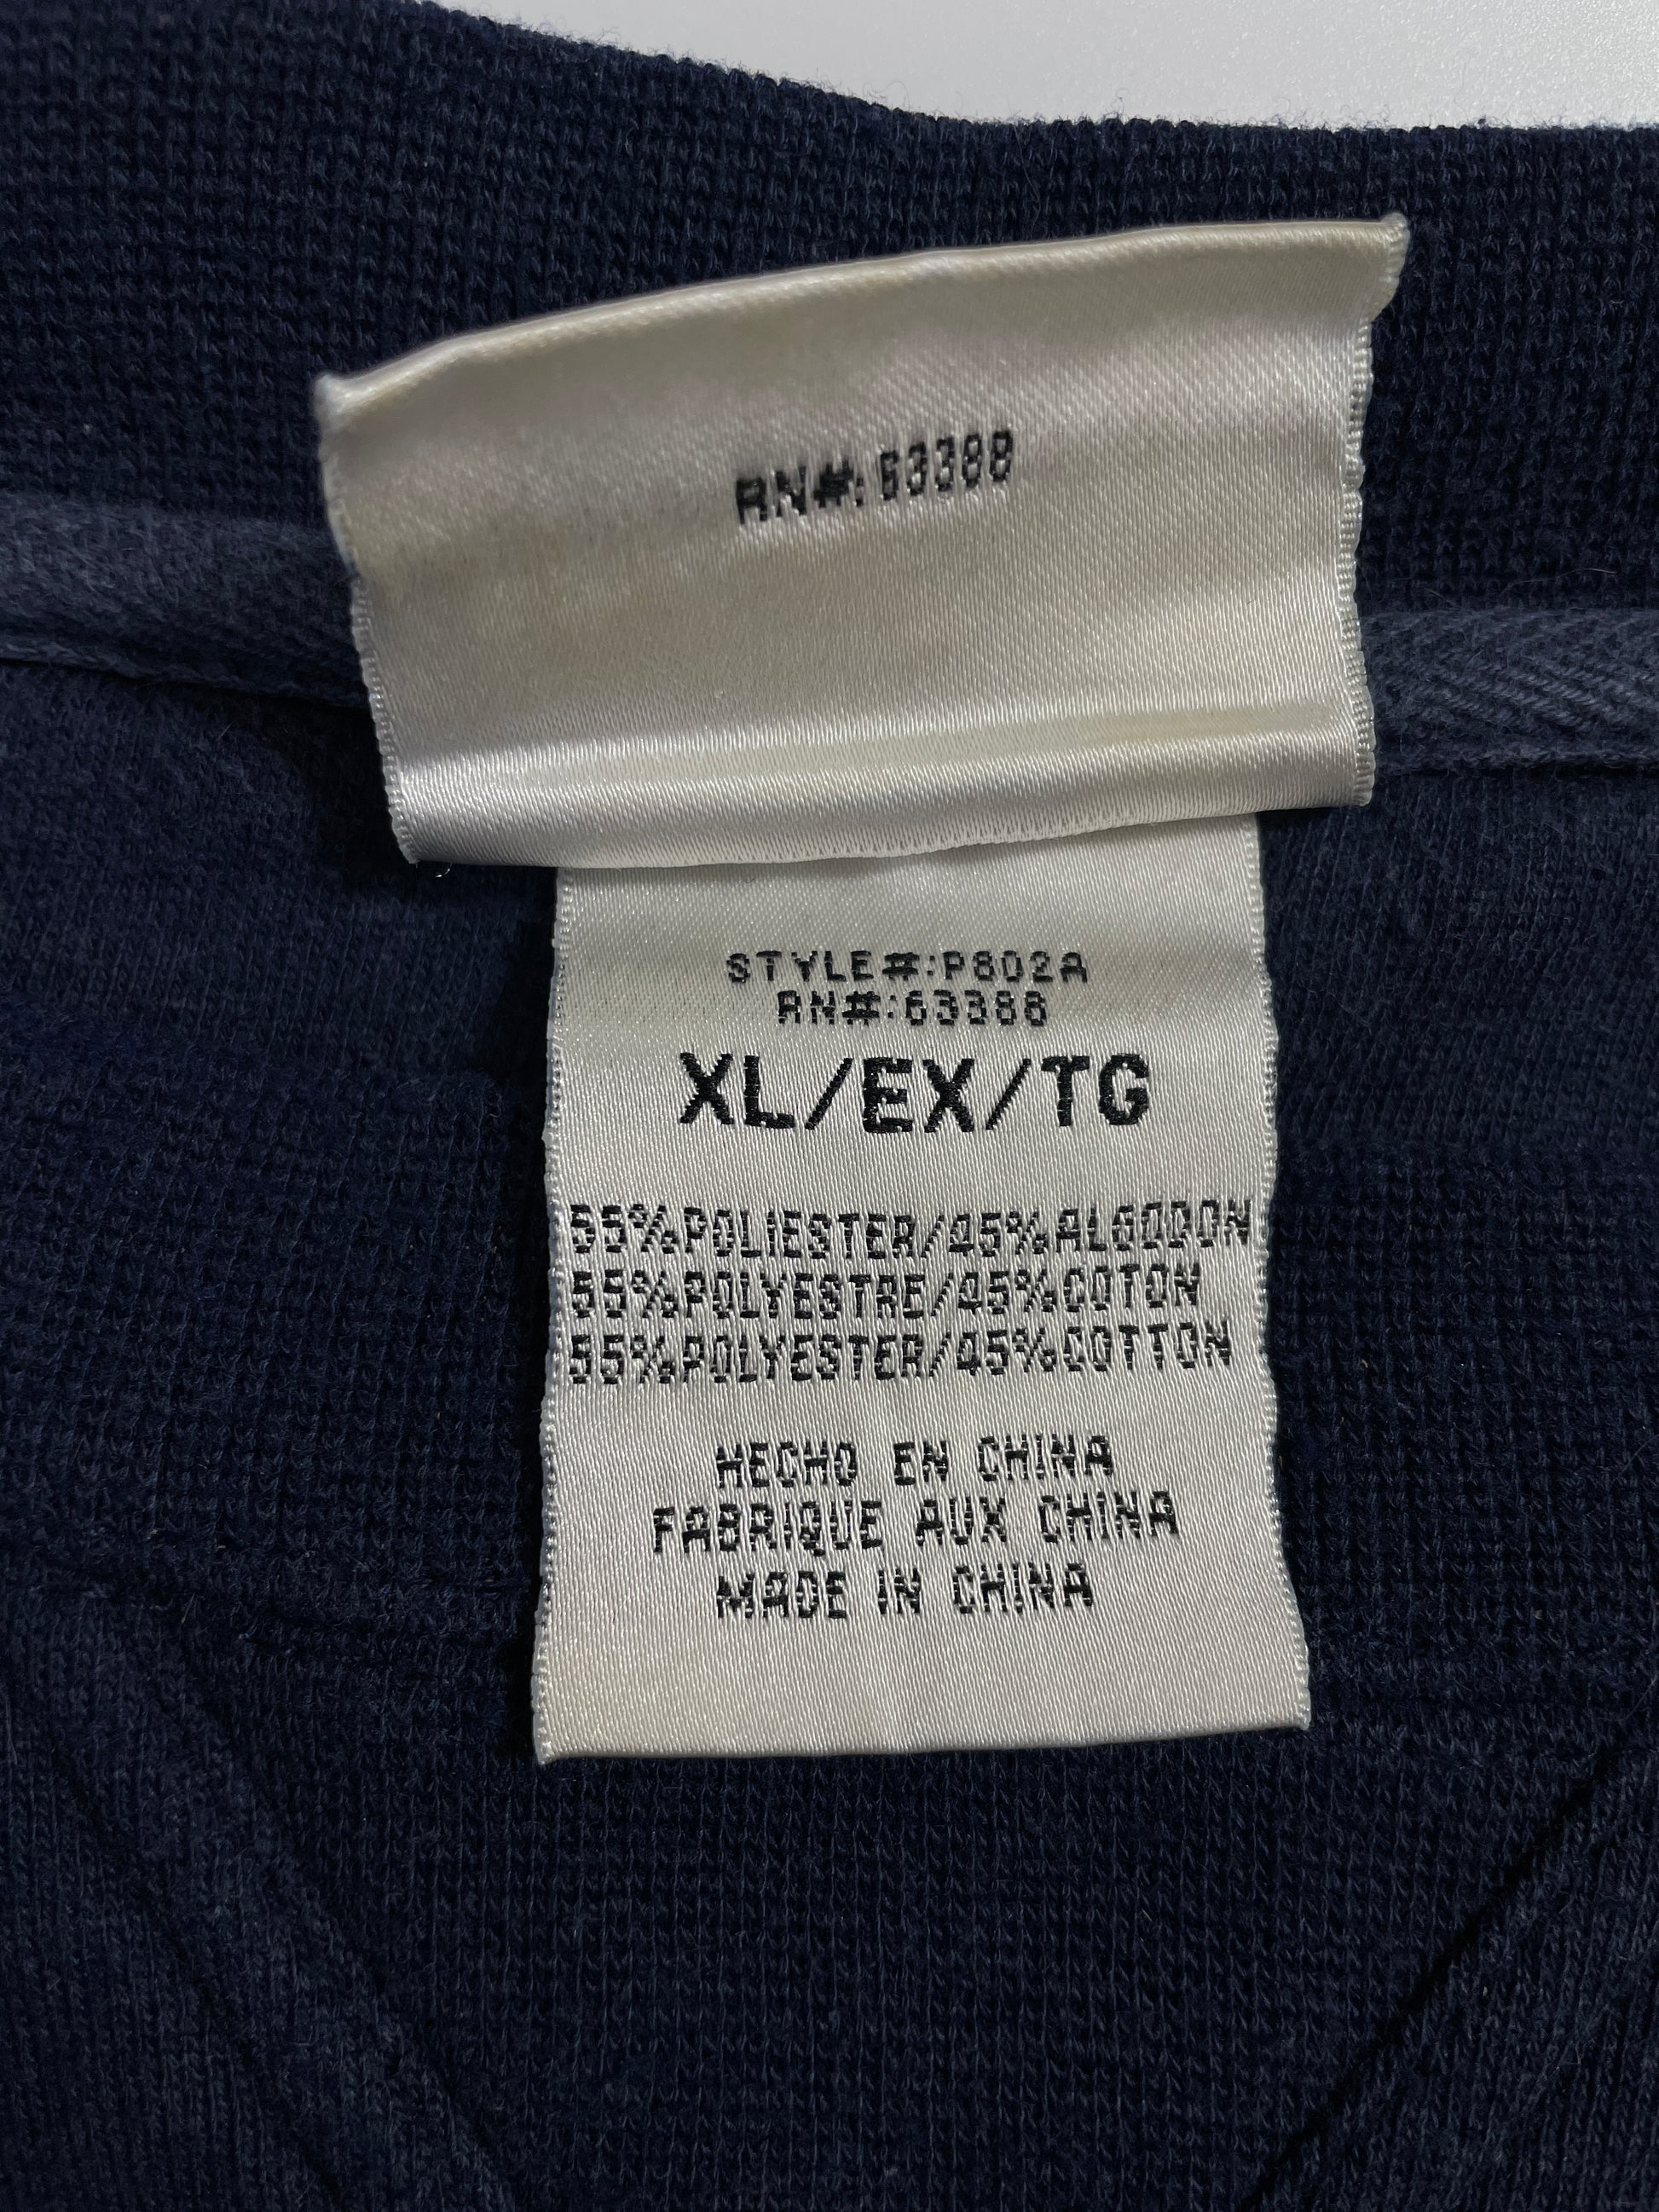 RN#:63388
STYLE#:P602A
RN#:63388
XL/EX/TG
55%POLIESTER/45%ALGODON
55%POLYESTRE/45%COTON
55%POLYESTER/45%COTTON
HECHO EN CHINA
FABRIQUE AUX CHINA
MADE IN CHINA